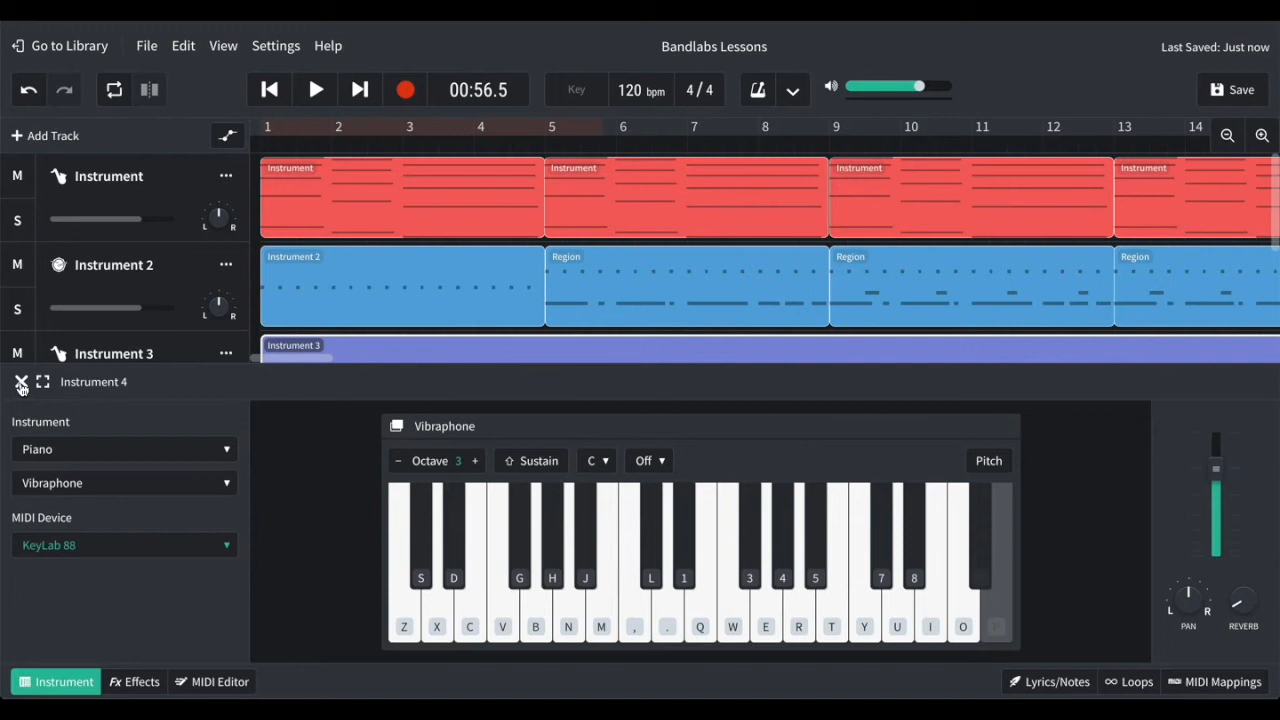 Go to Library File Edit View Settings Help Bandlabs Lessons Last Saved: Just now
00:56.5 Key 120 bpm 4/4 Save
+ Add Track 1 2 3 4 5 6 7 8 9 10 11 12 13 14
M Instrument ... Instrument Instrument Instrument Instrument
S L R
M Instrument 2 ... Instrument 2 Region Region Region
S L R
M Instrument 3 ... Instrument 3
Instrument 4
Instrument
Piano
Vibraphone
MIDI Device
KeyLab 88
Vibraphone
- Octave 3 + Sustain C Off Pitch
S D G H J L 1 3 4 5 7 8
Z X C V B N M , . Q W E R T Y U I O P
L R
PAN REVERB
Instrument Fx Effects MIDI Editor Lyrics/Notes Loops MIDI Mappings